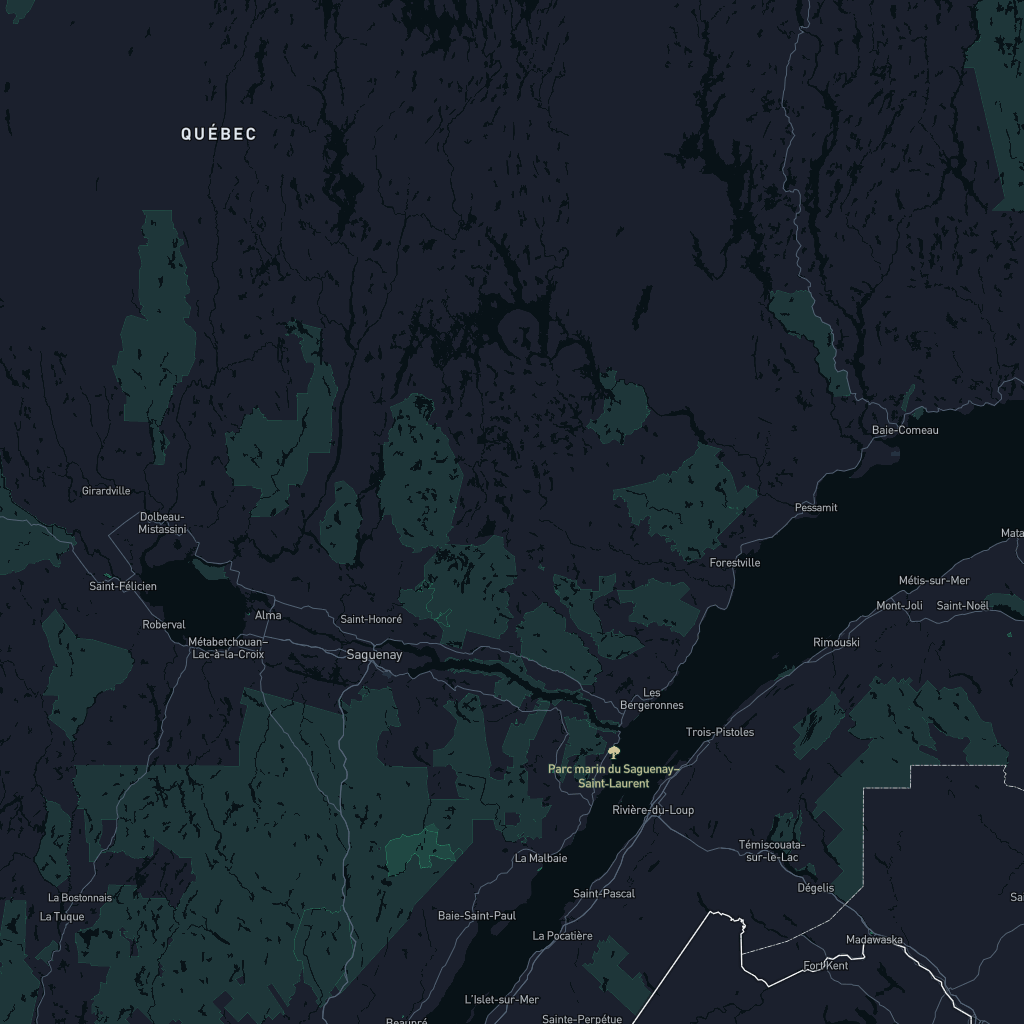 QUÉBEC
Baie-Comeau
Girardville
Pessamit
Dolbeau-
Mistassini
Mata
Forestville
Métis-sur-Mer
Saint-Félicien
Mont-Joli
Saint-Noël
Alma
Saint-Honoré
Roberval
Rimouski
Métabetchouan–
Lac-à-la-Croix
Saguenay
Les
Bergeronnes
Trois-Pistoles
Parc marin du Saguenay–
Saint-Laurent
Rivière-du-Loup
Témiscouata-
sur-le-Lac
La Malbaie
Dégelis
Saint-Pascal
La Bostonnais
Sai
La Tuque
Baie-Saint-Paul
La Pocatière
Madawaska
Fort Kent
L'Islet-sur-Mer
Sainte-Perpétue
Beaupré